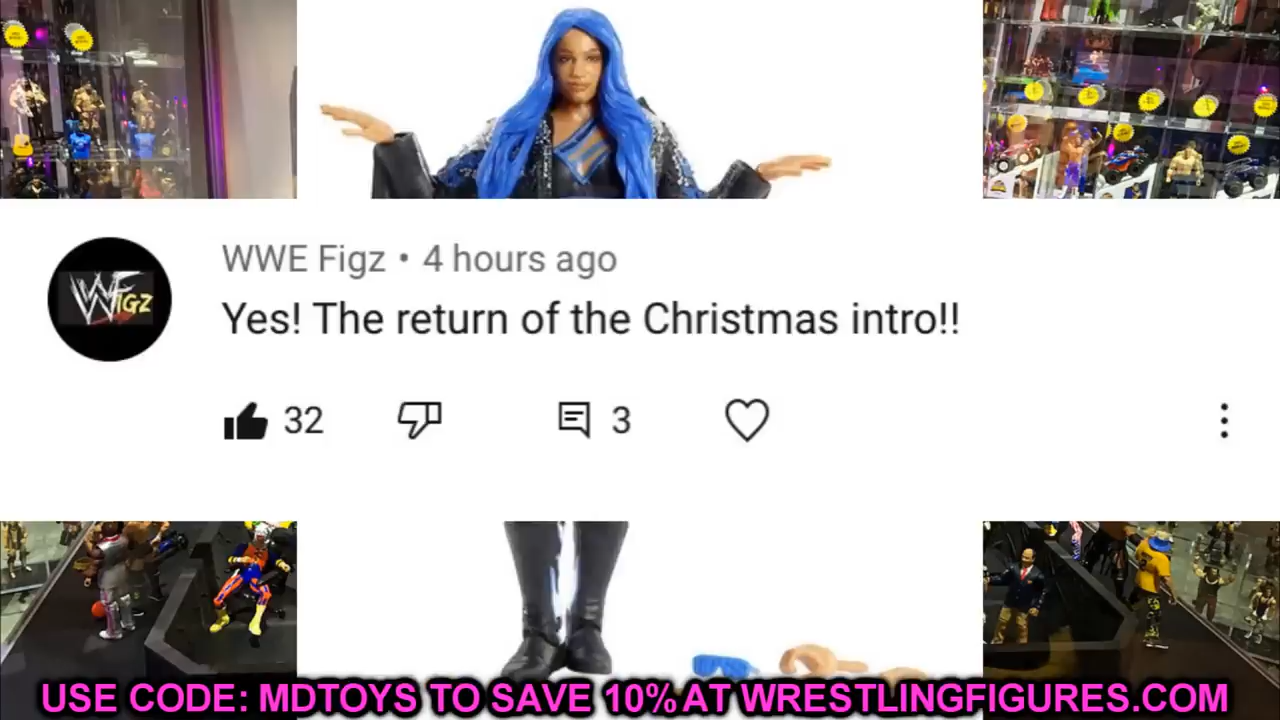 WWE Figz • 4 hours ago
WFIGZ
Yes! The return of the Christmas intro!!
32
3
USE CODE: MDTOYS TO SAVE 10% AT WRESTLINGFIGURES.COM